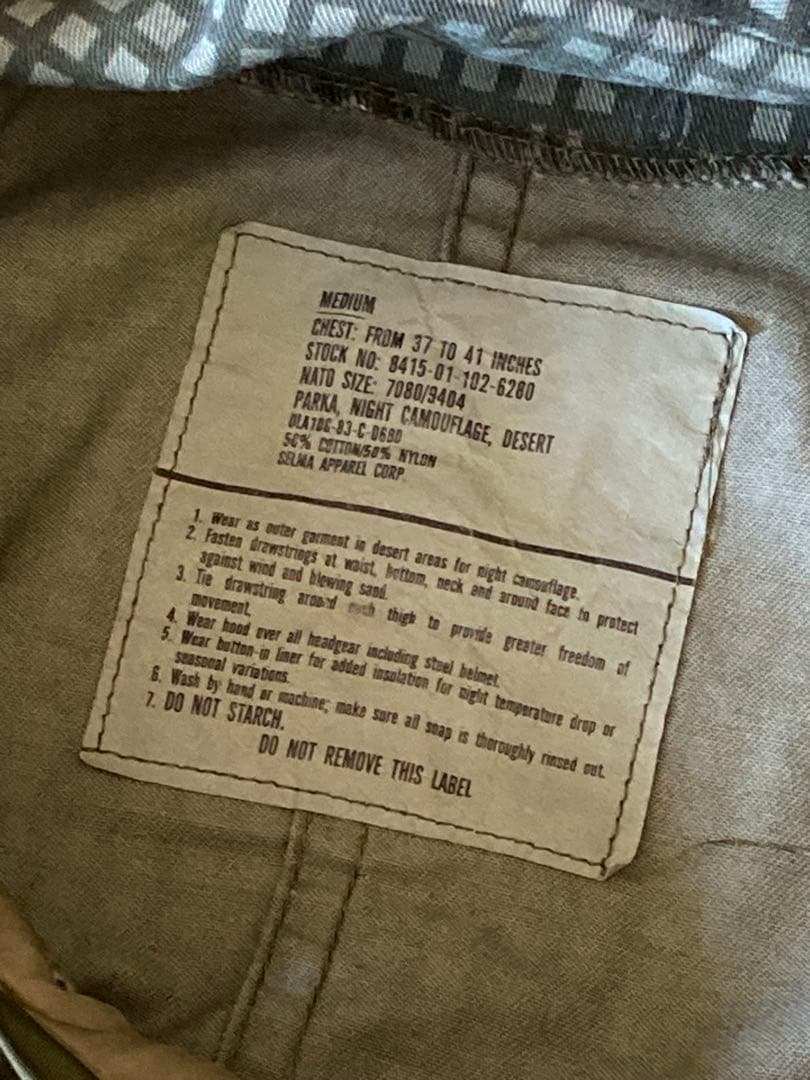 MEDIUM
CHEST: FROM 37 TO 41 INCHES
STOCK NO: 8415-01-102-6280
NATO SIZE: 7080/9404
PARKA, NIGHT CAMOUFLAGE, DESERT
DLA100-83-C-0680
50% COTTON/50% NYLON
SELMA APPAREL CORP.
1. Wear as outer garment in desert areas for night camouflage.
2. Fasten drawstrings at waist, bottom, neck and around face to protect
against wind and blowing sand.
3. Tie drawstring around each thigh to provide greater freedom of
movement.
4. Wear hood over all headgear including steel helmet.
5. Wear button-in liner for added insulation for night temperature drop or
seasonal variations.
6. Wash by hand or machine; make sure all soap is thoroughly rinsed out.
7. DO NOT STARCH.
DO NOT REMOVE THIS LABEL